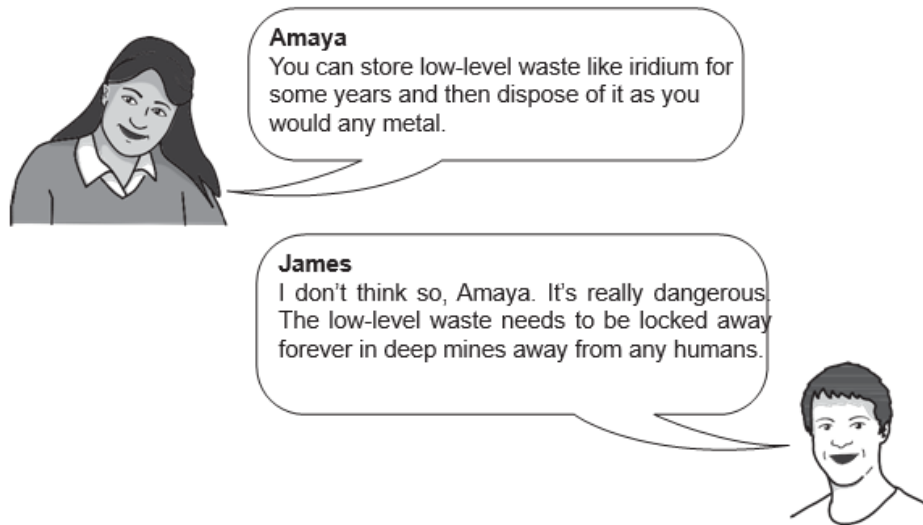 Amaya
You can store low-level waste like iridium for
some years and then dispose of it as you
would any metal.
James
I don't think so, Amaya. It's really dangerous.
The low-level waste needs to be locked away
forever in deep mines away from any humans.